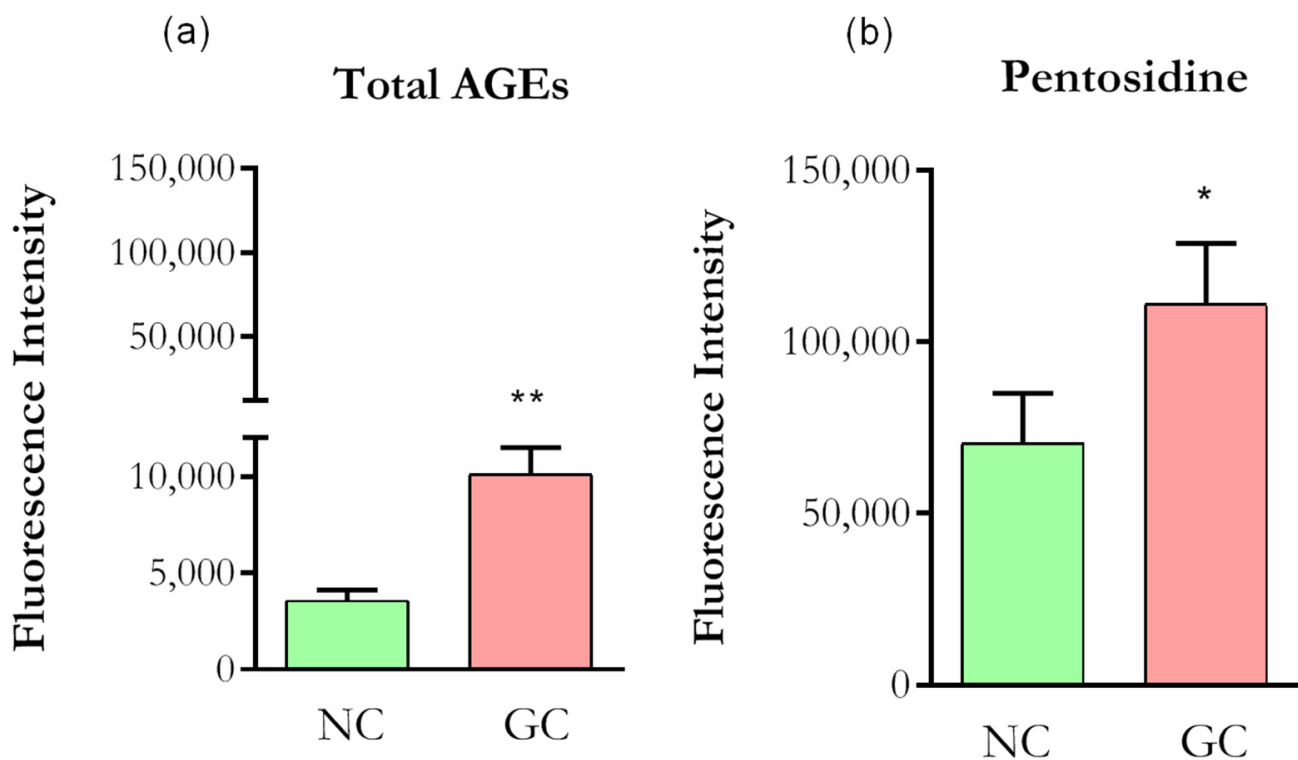 (a)
Total AGEs
Fluorescence Intensity
150,000
100,000
50,000
10,000
5,000
0
**
NC GC
(b)
Pentosidine
Fluorescence Intensity
150,000
100,000
50,000
0
*
NC GC